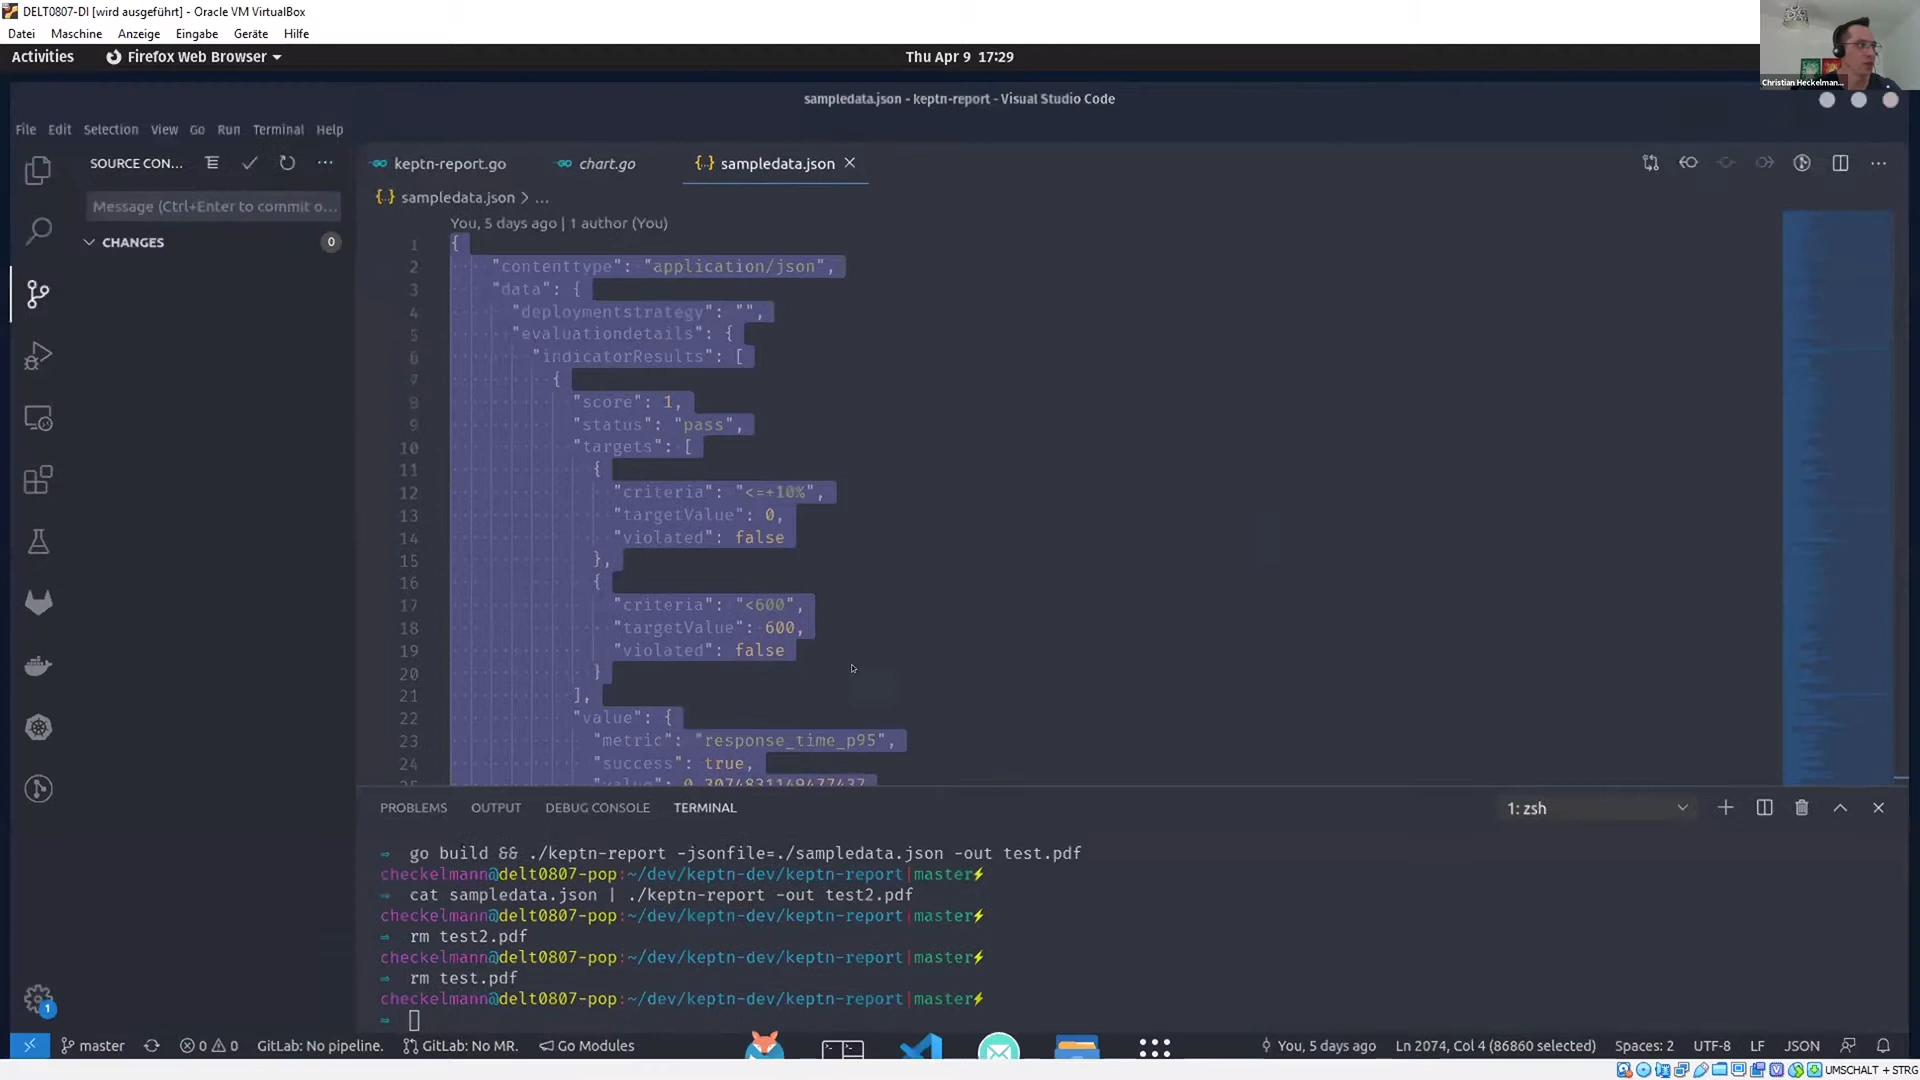 DELT0807-DI [wird ausgeführt] - Oracle VM VirtualBox
Datei Maschine Anzeige Eingabe Geräte Hilfe
Activities Firefox Web Browser Thu Apr 9 17:29
Christian Heckelman...
sampledata.json - keptn-report - Visual Studio Code
File Edit Selection View Go Run Terminal Help
SOURCE CON... keptn-report.go chart.go {} sampledata.json
Message (Ctrl+Enter to commit o... {} sampledata.json > ...
You, 5 days ago | 1 author (You)
CHANGES 0
1 {
2 "contenttype": "application/json",
3 "data": {
4 "deploymentstrategy": "",
5 "evaluationdetails": {
6 "indicatorResults": [
7 {
8 "score": 1,
9 "status": "pass",
10 "targets": [
11 {
12 "criteria": "<=+10%",
13 "targetValue": 0,
14 "violated": false
15 },
16 {
17 "criteria": "<600",
18 "targetValue": 600,
19 "violated": false
20 }
21 ],
22 "value": {
23 "metric": "response_time_p95",
24 "success": true,
25 "value": 0.3074831149477437,
PROBLEMS OUTPUT DEBUG CONSOLE TERMINAL 1: zsh
⇒ go build && ./keptn-report -jsonfile=./sampledata.json -out test.pdf
checkelmann@delt0807-pop:~/dev/keptn-dev/keptn-report|master⚡
⇒ cat sampledata.json | ./keptn-report -out test2.pdf
checkelmann@delt0807-pop:~/dev/keptn-dev/keptn-report|master⚡
⇒ rm test2.pdf
checkelmann@delt0807-pop:~/dev/keptn-dev/keptn-report|master⚡
⇒ rm test.pdf
checkelmann@delt0807-pop:~/dev/keptn-dev/keptn-report|master⚡
⇒
1
master 0 0 GitLab: No pipeline. GitLab: No MR. Go Modules You, 5 days ago Ln 2074, Col 4 (86860 selected) Spaces: 2 UTF-8 LF JSON
UMSCHALT + STRG